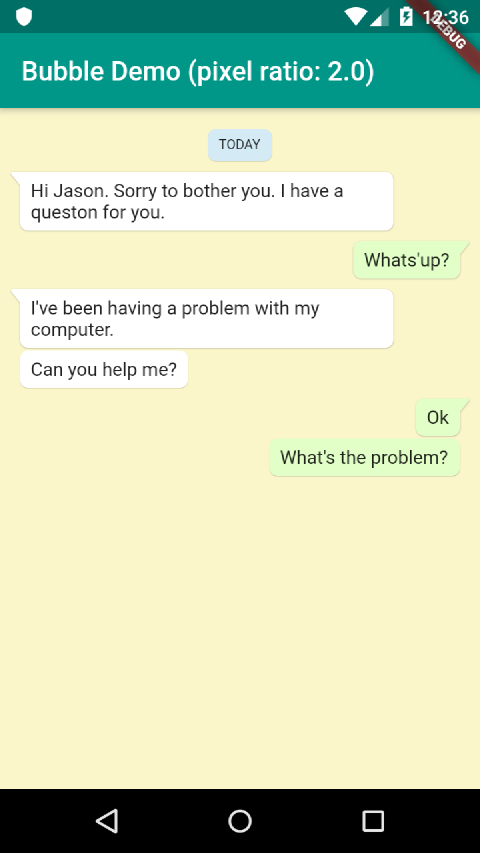 12:36
DEBUG
Bubble Demo (pixel ratio: 2.0)
TODAY
Hi Jason. Sorry to bother you. I have a
queston for you.
Whats'up?
I've been having a problem with my
computer.
Can you help me?
Ok
What's the problem?